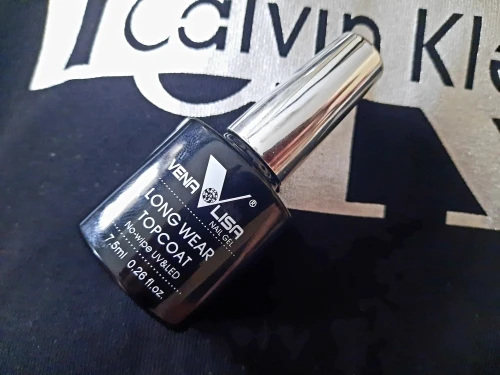 Calvin Kle
VENA LISA ®
NAIL GEL
LONG WEAR
TOPCOAT
No-wipe UV&LED
7.5ml 0.26 fl.oz.